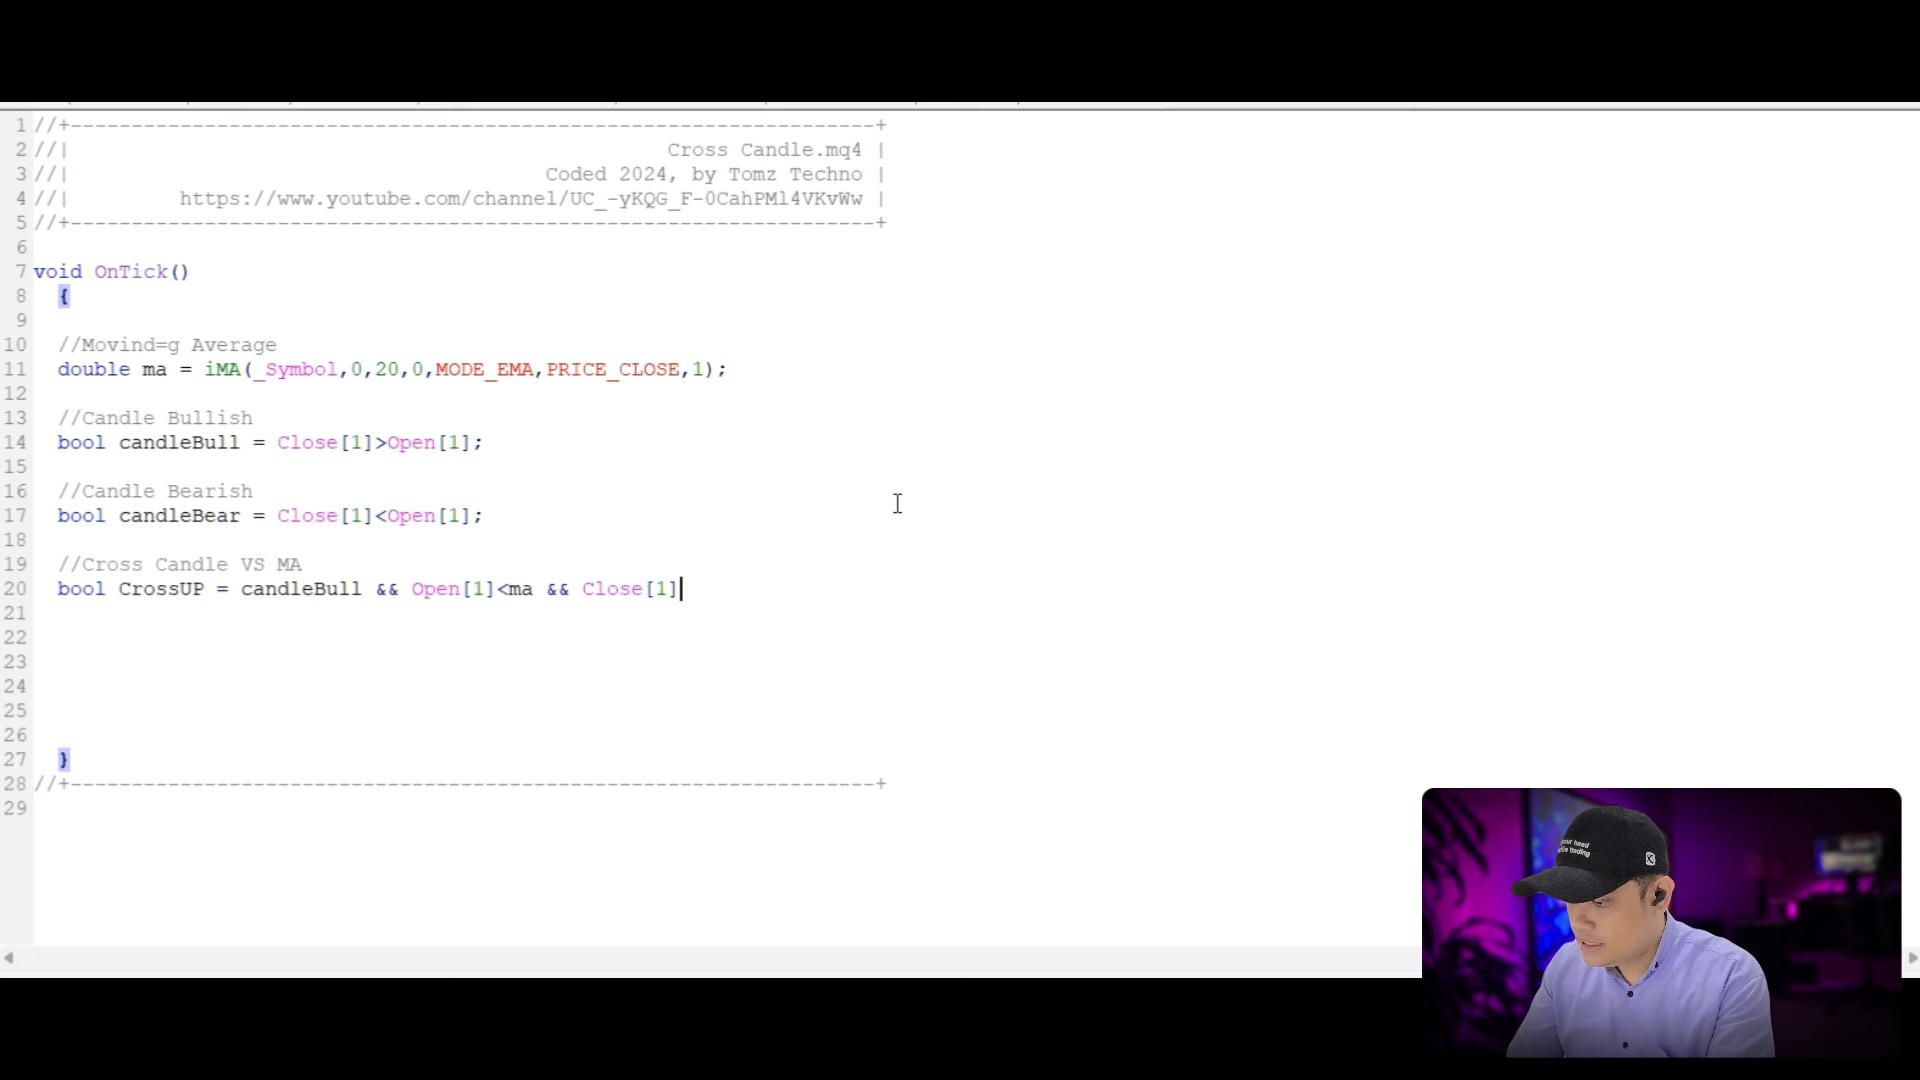 1 //+------------------------------------------------------------------+
2 //| Cross Candle.mq4 |
3 //| Coded 2024, by Tomz Techno |
4 //| https://www.youtube.com/channel/UC_-yKQG_F-0CahPMl4VKvWw |
5 //+------------------------------------------------------------------+
6
7 void OnTick()
8 {
9
10 //Movind=g Average
11 double ma = iMA(_Symbol,0,20,0,MODE_EMA,PRICE_CLOSE,1);
12
13 //Candle Bullish
14 bool candleBull = Close[1]>Open[1];
15
16 //Candle Bearish
17 bool candleBear = Close[1]<Open[1];
18
19 //Cross Candle VS MA
20 bool CrossUP = candleBull && Open[1]<ma && Close[1]
21
22
23
24
25
26
27 }
28 //+------------------------------------------------------------------+
29
your head
trading